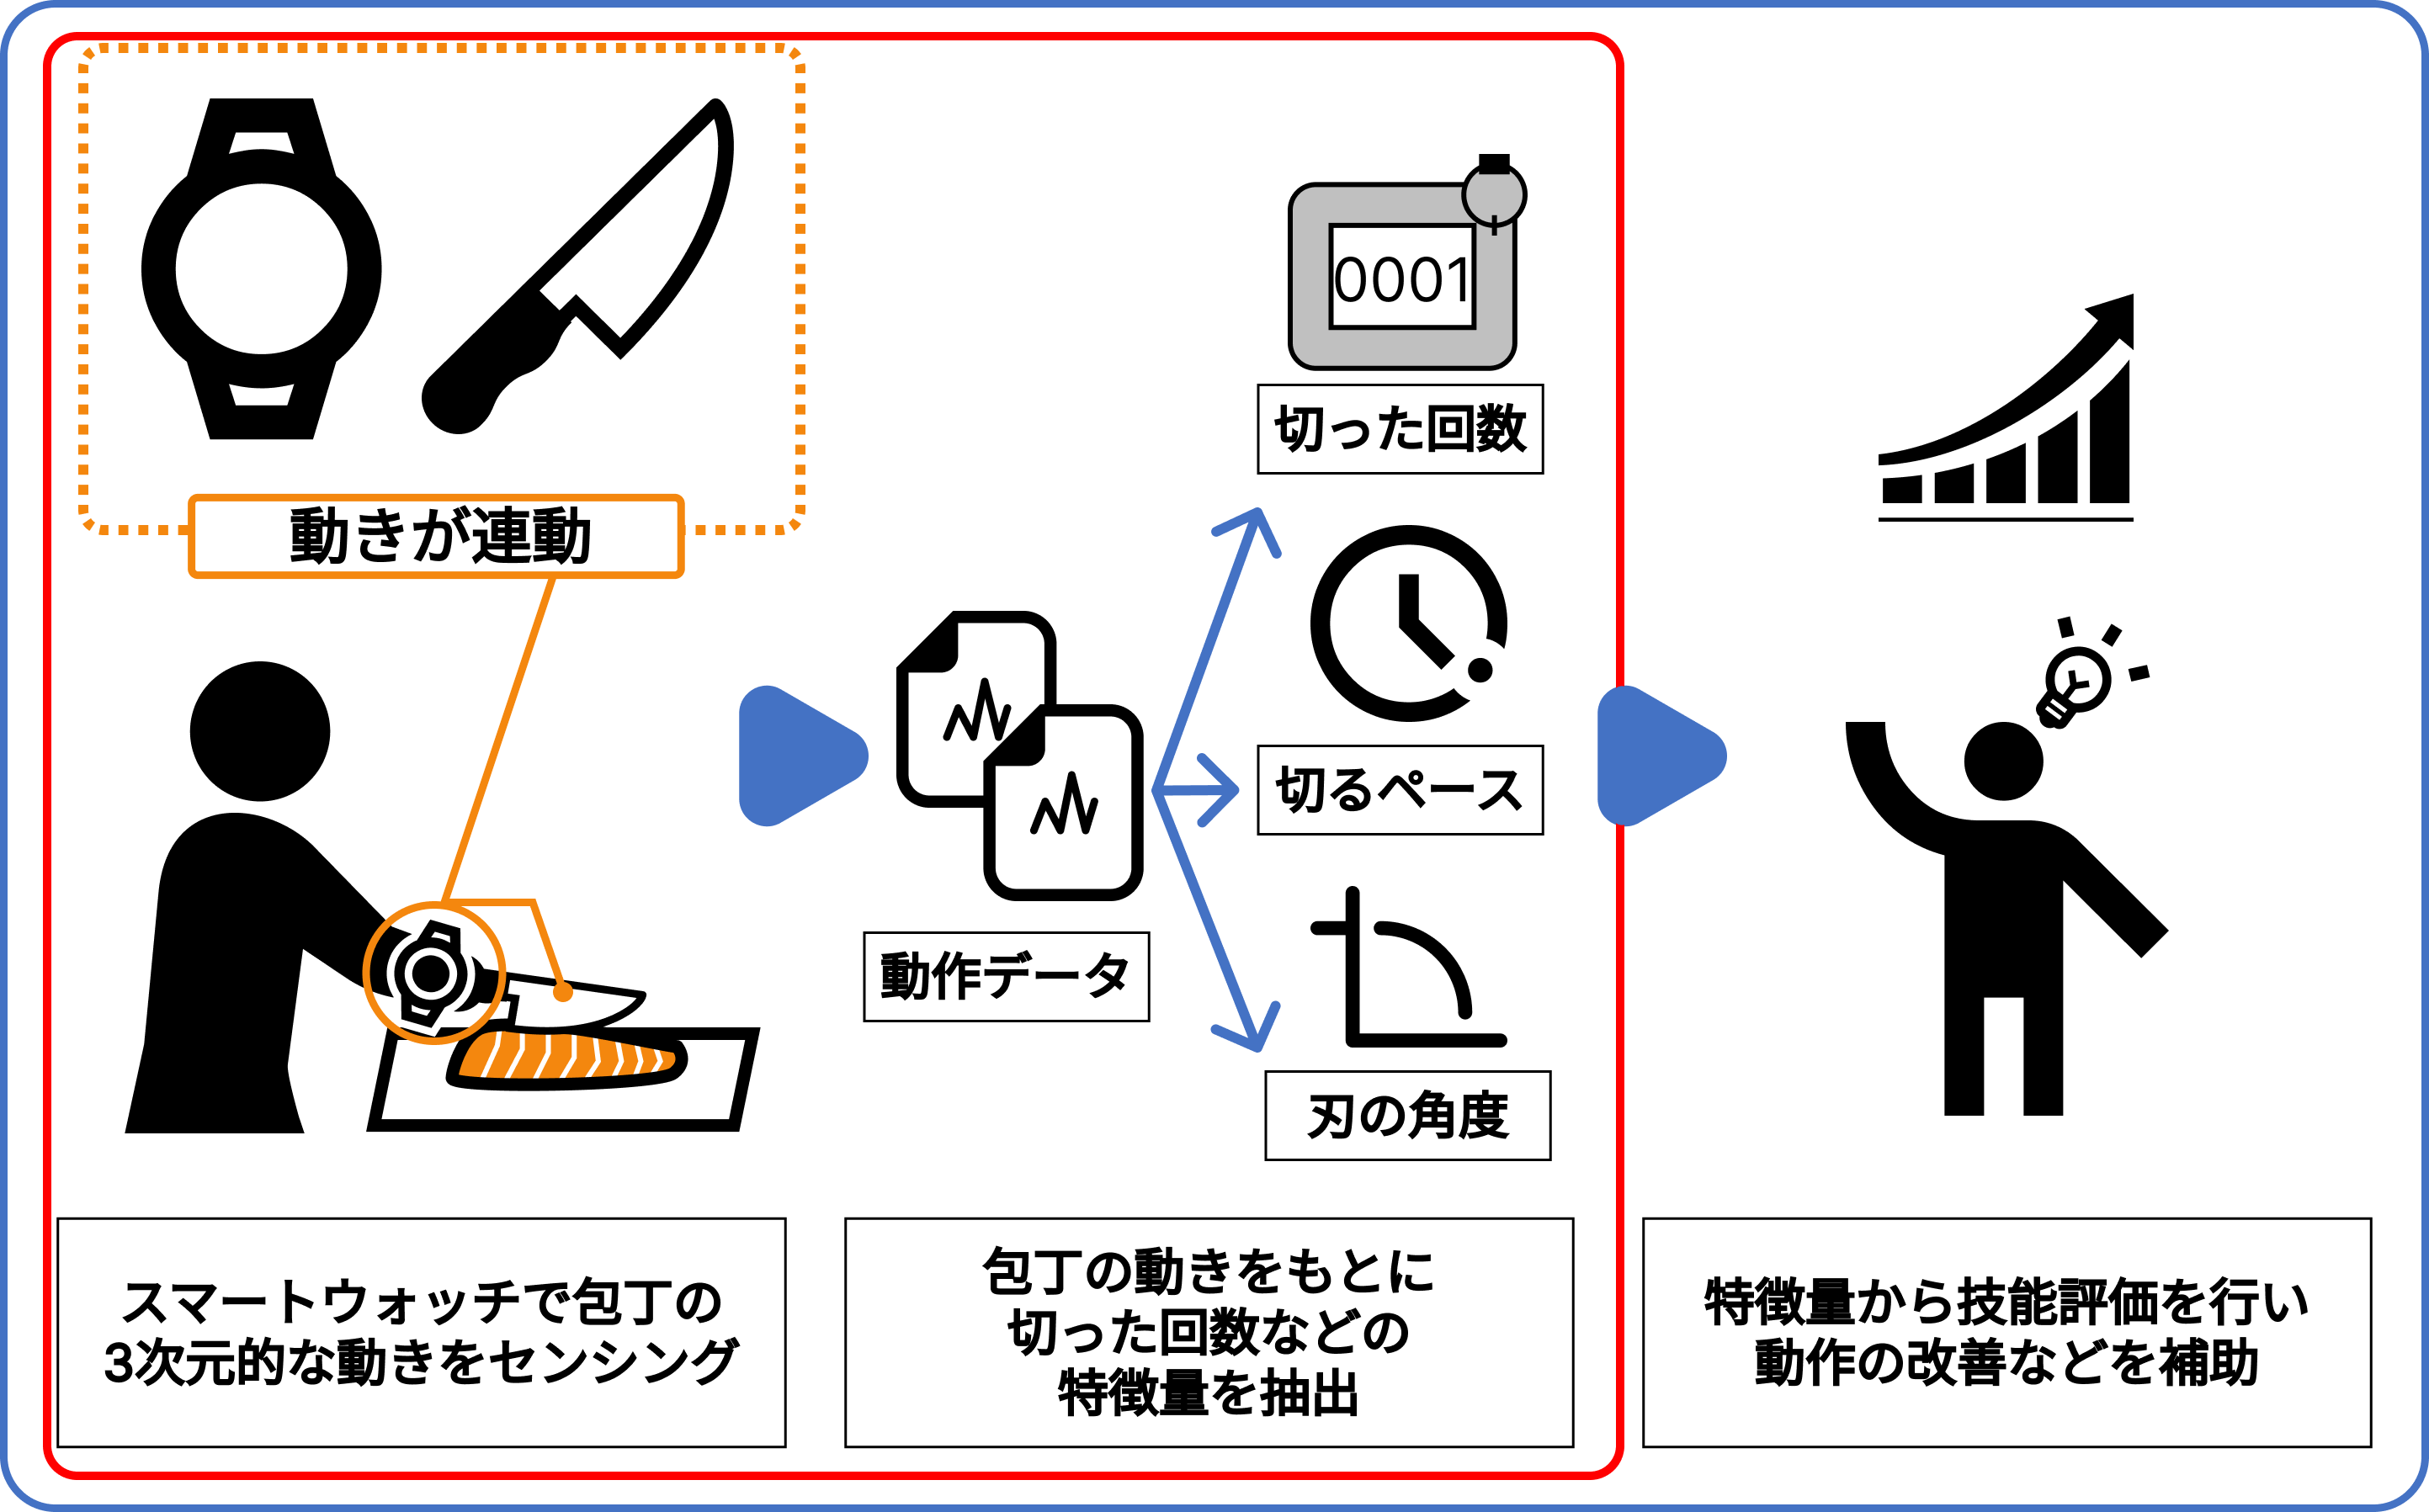 動きが連動
0001
切った回数
切るペース
動作データ
刃の角度
スマートウォッチで包丁の
3次元的な動きをセンシング
包丁の動きをもとに
切った回数などの
特徴量を抽出
特徴量から技能評価を行い、
動作の改善などを補助